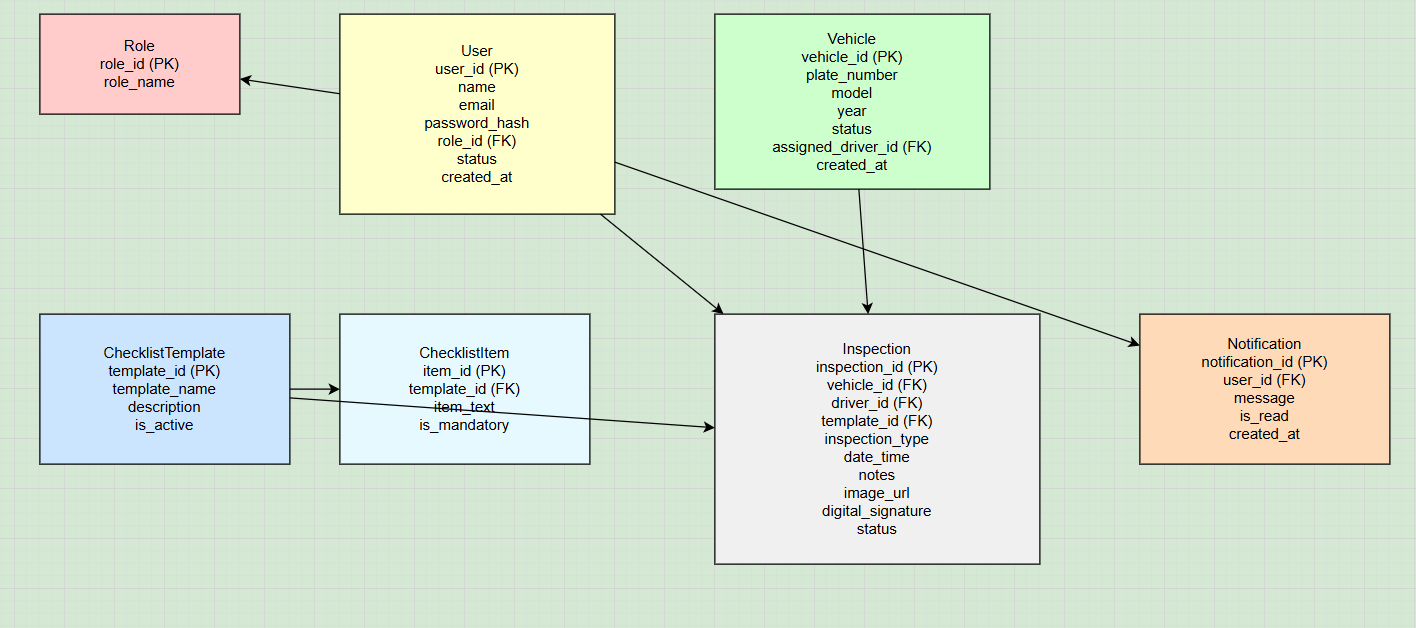 Role
role_id (PK)
role_name
User
user_id (PK)
name
email
password_hash
role_id (FK)
status
created_at
Vehicle
vehicle_id (PK)
plate_number
model
year
status
assigned_driver_id (FK)
created_at
ChecklistTemplate
template_id (PK)
template_name
description
is_active
ChecklistItem
item_id (PK)
template_id (FK)
item_text
is_mandatory
Inspection
inspection_id (PK)
vehicle_id (FK)
driver_id (FK)
template_id (FK)
inspection_type
date_time
notes
image_url
digital_signature
status
Notification
notification_id (PK)
user_id (FK)
message
is_read
created_at